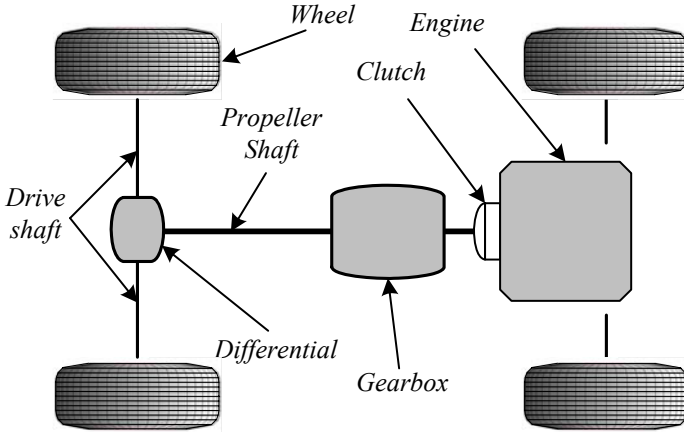 Wheel
Engine
Clutch
Propeller
Shaft
Drive
shaft
Differential
Gearbox